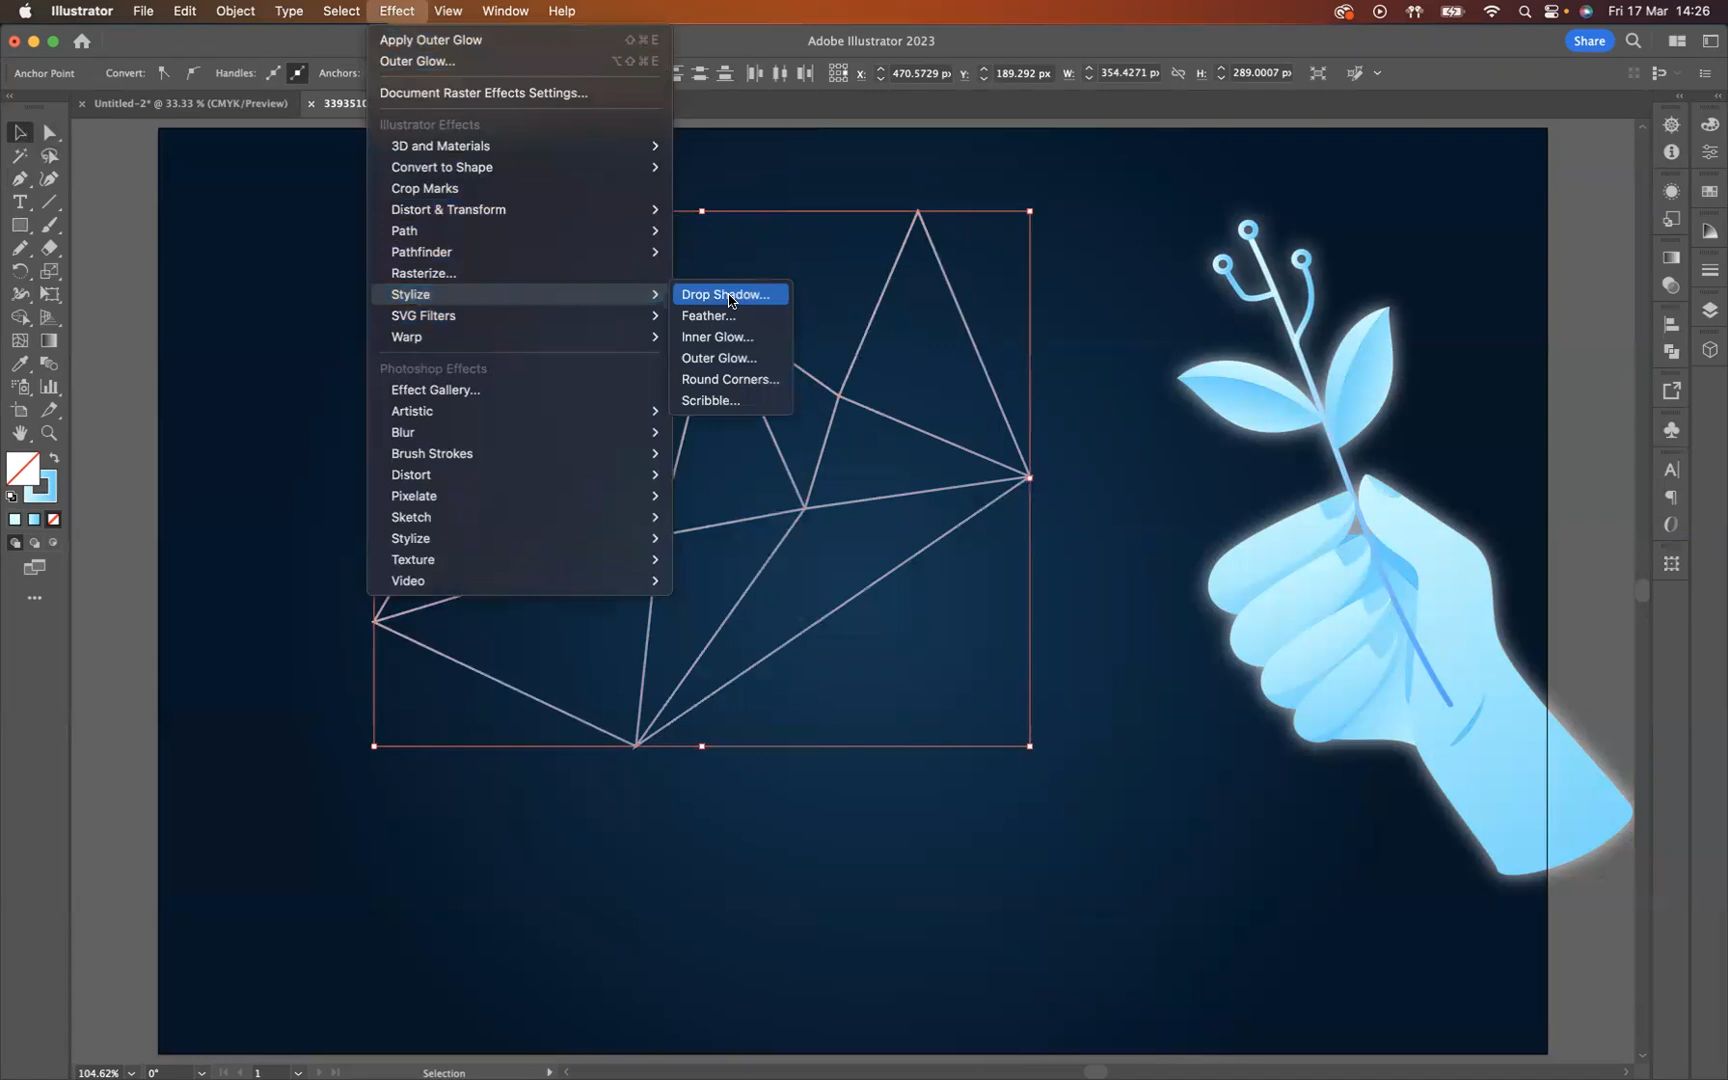 Illustrator File Edit Object Type Select Effect View Window Help Fri 17 Mar 14:26
Adobe Illustrator 2023 Share
Anchor Point Convert: Handles: Anchors: X: 470.5729 p Y: 189.292 px W: 354.4271 p H: 289.0007 p
Untitled-2* @ 33.33 % (CMYK/Preview) 3393510
Apply Outer Glow ⇧⌘E
Outer Glow... ⌥⇧⌘E
Document Raster Effects Settings...
Illustrator Effects
3D and Materials
Convert to Shape
Crop Marks
Distort & Transform
Path
Pathfinder
Rasterize...
Stylize
SVG Filters
Warp
Drop Shadow...
Feather...
Inner Glow...
Outer Glow...
Round Corners...
Scribble...
Photoshop Effects
Effect Gallery...
Artistic
Blur
Brush Strokes
Distort
Pixelate
Sketch
Stylize
Texture
Video
104.62% 0° 1 Selection